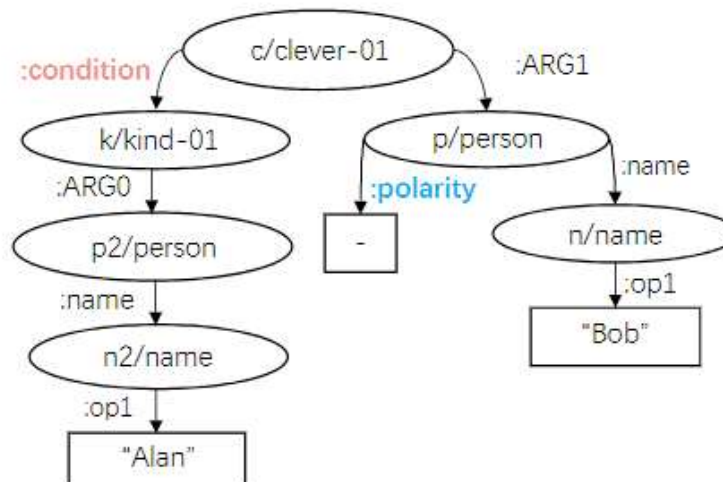 c/clever-01
:condition
:ARG1
k/kind-01
p/person
:ARG0
:polarity
:name
p2/person
-
n/name
:name
:op1
n2/name
“Bob”
:op1
“Alan”